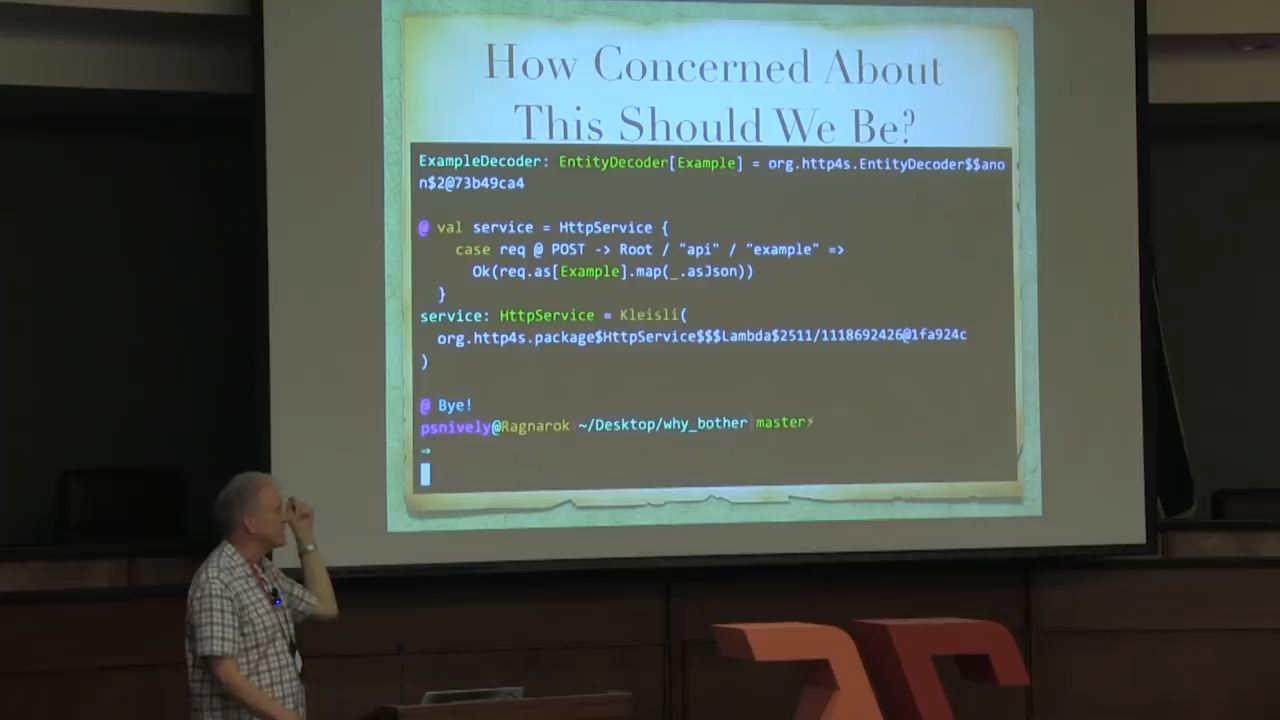 How Concerned About
This Should We Be?
ExampleDecoder: EntityDecoder[Example] = org.http4s.EntityDecoder$$ano
n$2@73b49ca4
@ val service = HttpService {
case req @ POST -> Root / "api" / "example" =>
Ok(req.as[Example].map(_.asJson))
}
service: HttpService = Kleisli(
org.http4s.package$HttpService$$$Lambda$2511/1118692426@1fa924c
)
@ Bye!
psnively@Ragnarok ~/Desktop/why_bother master⚡
⇒